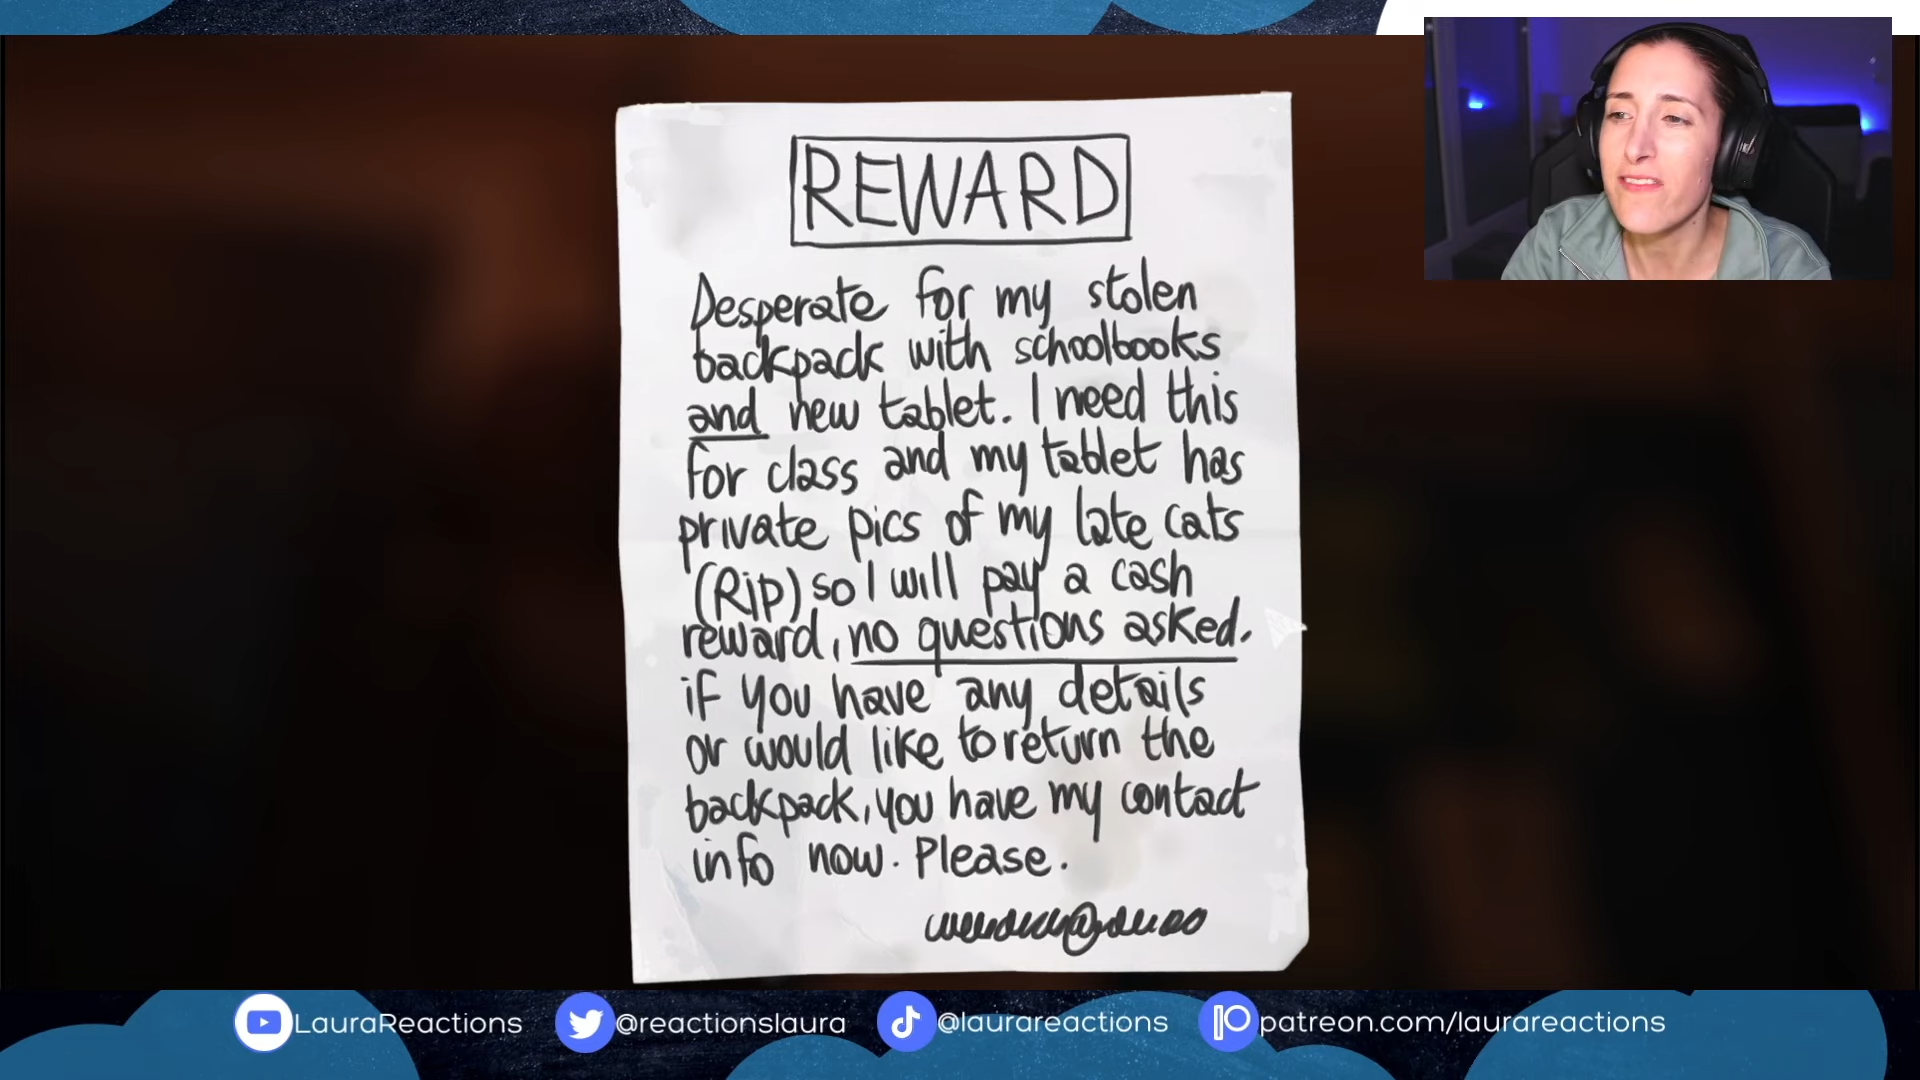 REWARD
Desperate for my stolen
backpack with schoolbooks
and new tablet. I need this
for class and my tablet has
private pics of my late cats
(Rip) so I will pay a cash
reward, no questions asked.
if you have any details
or would like to return the
backpack, you have my contact
info now. Please.
LauraReactions @reactionslaura @laurareactions patreon.com/laurareactions